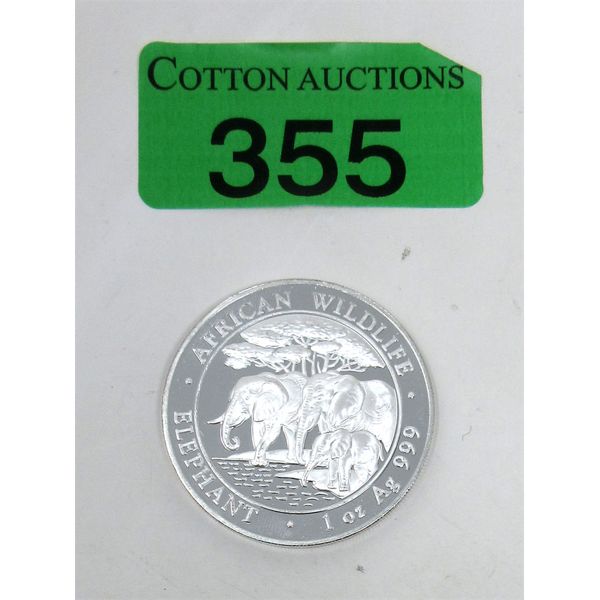 COTTON AUCTIONS
355
AFRICAN WILDLIFE
ELEPHANT · 1 oz Ag 999